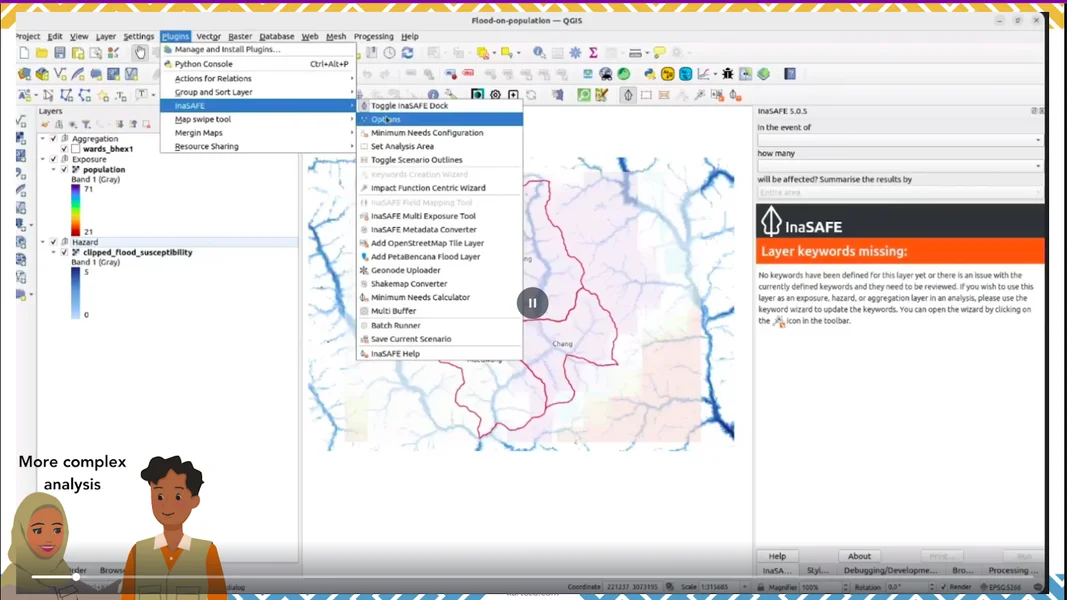 Flood-on-population — QGIS
Project Edit View Layer Settings Plugins Vector Raster Database Web Mesh Processing Help
Manage and Install Plugins...
Python Console Ctrl+Alt+P
Actions for Relations
Group and Sort Layer
InaSAFE
Map swipe tool
Mergin Maps
Resource Sharing
Toggle InaSAFE Dock
Options
Minimum Needs Configuration
Set Analysis Area
Toggle Scenario Outlines
Keywords Creation Wizard
Impact Function Centric Wizard
InaSAFE Field Mapping Tool
InaSAFE Multi Exposure Tool
InaSAFE Metadata Converter
Add OpenStreetMap Tile Layer
Add PetaBencana Flood Layer
Geonode Uploader
Shakemap Converter
Minimum Needs Calculator
Multi Buffer
Batch Runner
Save Current Scenario
InaSAFE Help
Layers
Aggregation
wards_bhex1
Exposure
population
Band 1 (Gray)
71
21
Hazard
clipped_flood_susceptibility
Band 1 (Gray)
5
0
Chang
InaSAFE 5.0.5
In the event of
how many
will be affected? Summarise the results by
Entire area
InaSAFE
Layer keywords missing:
No keywords have been defined for this layer yet or there is an issue with the
currently defined keywords and they need to be reviewed. If you wish to use
this layer as an exposure, hazard, or aggregation layer in an analysis, please use the
keyword wizard to update the keywords. You can open the wizard by clicking on
the icon in the toolbar.
Help About Print... Run
InaSA... Styl... Debugging/Developme... Bro... Processing ...
More complex
analysis
Coordinate 221237 3073195 Scale 1:315685 Magnifier 100% Rotation 0.0° Render EPSG:5266